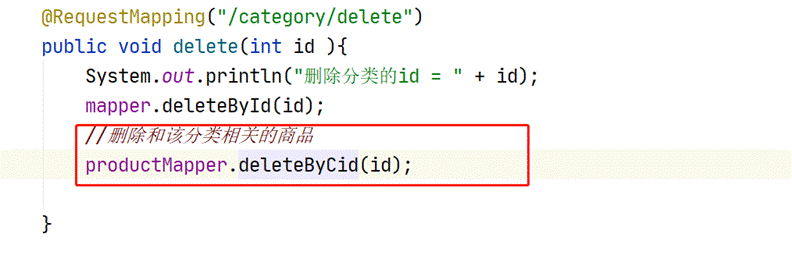 @RequestMapping("/category/delete")
public void delete(int id ){
System.out.println("删除分类的id = " + id);
mapper.deleteById(id);
//删除和该分类相关的商品
productMapper.deleteByCid(id);
}